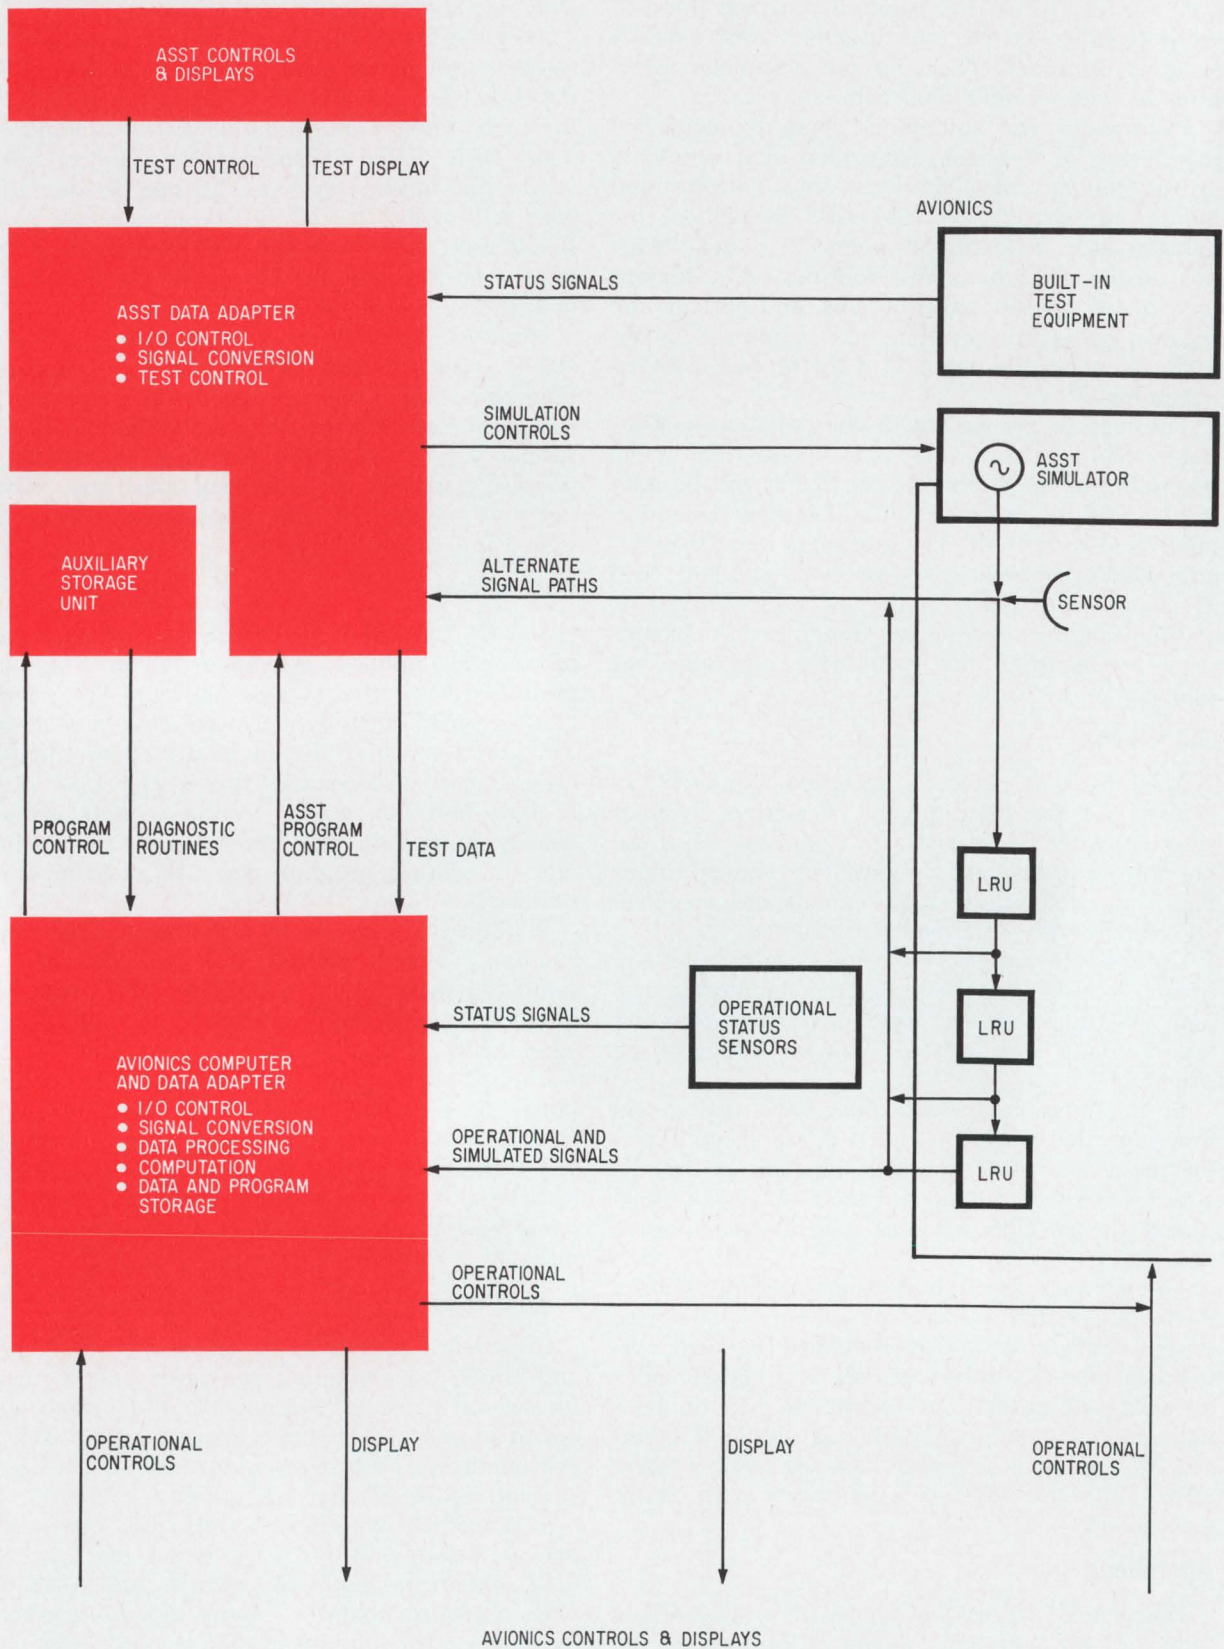 ASST CONTROLS
& DISPLAYS
TEST CONTROL
TEST DISPLAY
AVIONICS
ASST DATA ADAPTER
● I/O CONTROL
● SIGNAL CONVERSION
● TEST CONTROL
STATUS SIGNALS
BUILT-IN
TEST
EQUIPMENT
SIMULATION
CONTROLS
ASST
SIMULATOR
AUXILIARY
STORAGE
UNIT
ALTERNATE
SIGNAL PATHS
SENSOR
PROGRAM
CONTROL
DIAGNOSTIC
ROUTINES
ASST
PROGRAM
CONTROL
TEST DATA
LRU
STATUS SIGNALS
OPERATIONAL
STATUS
SENSORS
LRU
AVIONICS COMPUTER
AND DATA ADAPTER
● I/O CONTROL
● SIGNAL CONVERSION
● DATA PROCESSING
● COMPUTATION
● DATA AND PROGRAM
STORAGE
OPERATIONAL AND
SIMULATED SIGNALS
LRU
OPERATIONAL
CONTROLS
OPERATIONAL
CONTROLS
DISPLAY
DISPLAY
OPERATIONAL
CONTROLS
AVIONICS CONTROLS & DISPLAYS